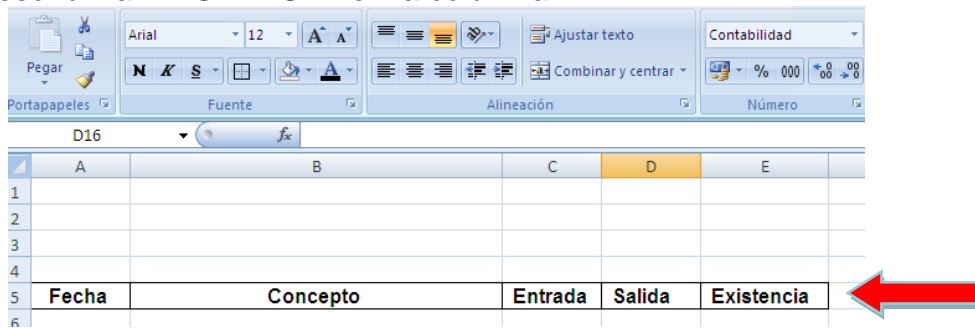 Arial 12 A A Ajustar texto Contabilidad
Pegar N K S A Combinar y centrar % 000
Portapapeles Fuente Alineación Número
D16 fx
A B C D E
1
2
3
4
5 Fecha Concepto Entrada Salida Existencia
6